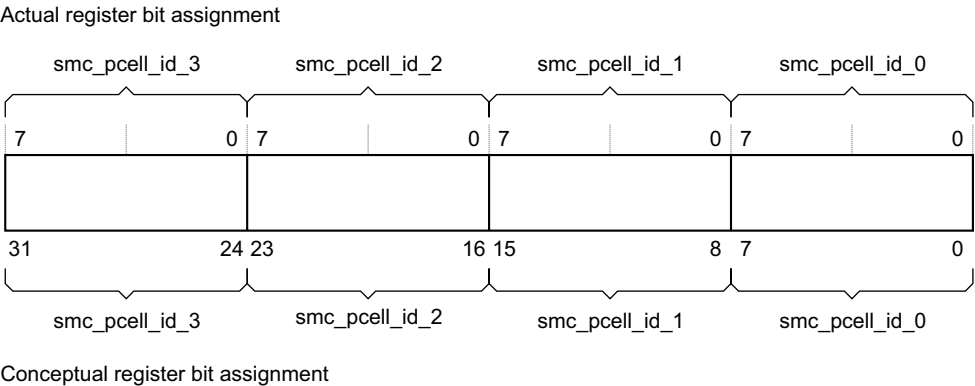 Actual register bit assignment
smc_pcell_id_3 smc_pcell_id_2 smc_pcell_id_1 smc_pcell_id_0
7 0 7 0 7 0 7 0
31 24 23 16 15 8 7 0
smc_pcell_id_3 smc_pcell_id_2 smc_pcell_id_1 smc_pcell_id_0
Conceptual register bit assignment